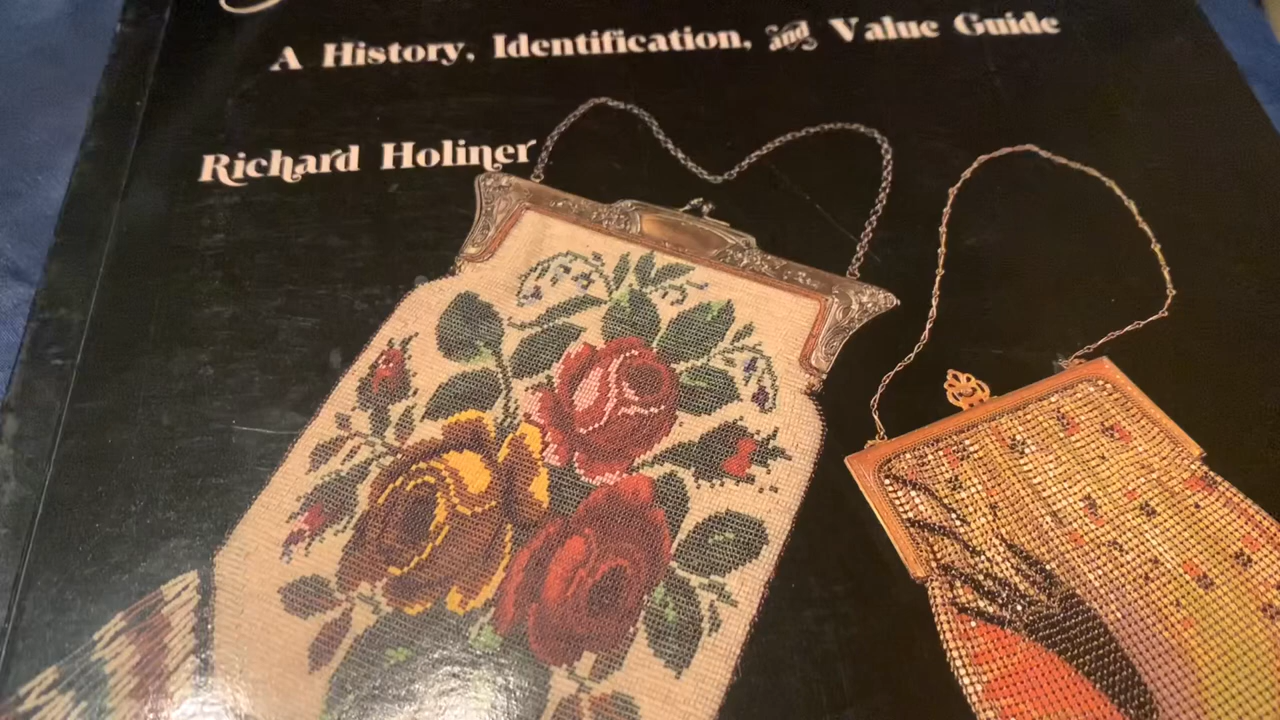 A History, Identification, and Value Guide
Richard Holiner